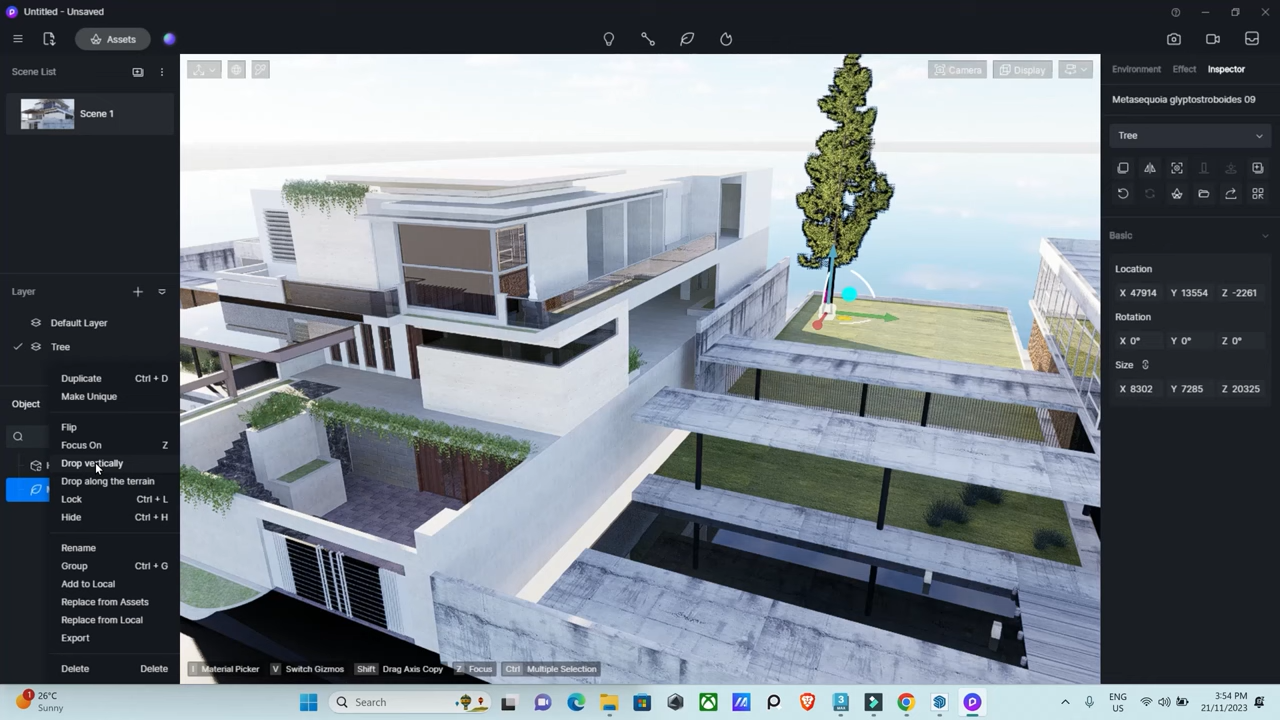 Untitled - Unsaved
Assets
Scene List
Scene 1
Layer
Default Layer
Tree
Object
Duplicate Ctrl + D
Make Unique
Flip
Focus On Z
Drop vertically
Drop along the terrain
Lock Ctrl + L
Hide Ctrl + H
Rename
Group Ctrl + G
Add to Local
Replace from Assets
Replace from Local
Export
Delete Delete
Camera
Display
I Material Picker V Switch Gizmos Shift Drag Axis Copy Z Focus Ctrl Multiple Selection
Environment Effect Inspector
Metasequoia glyptostroboides 09
Tree
Basic
Location
X 47914 Y 13554 Z -2261
Rotation
X 0° Y 0° Z 0°
Size
X 8302 Y 7285 Z 20325
1
26°C
Sunny
Search
ENG
UK
3:54 PM
21/11/2023